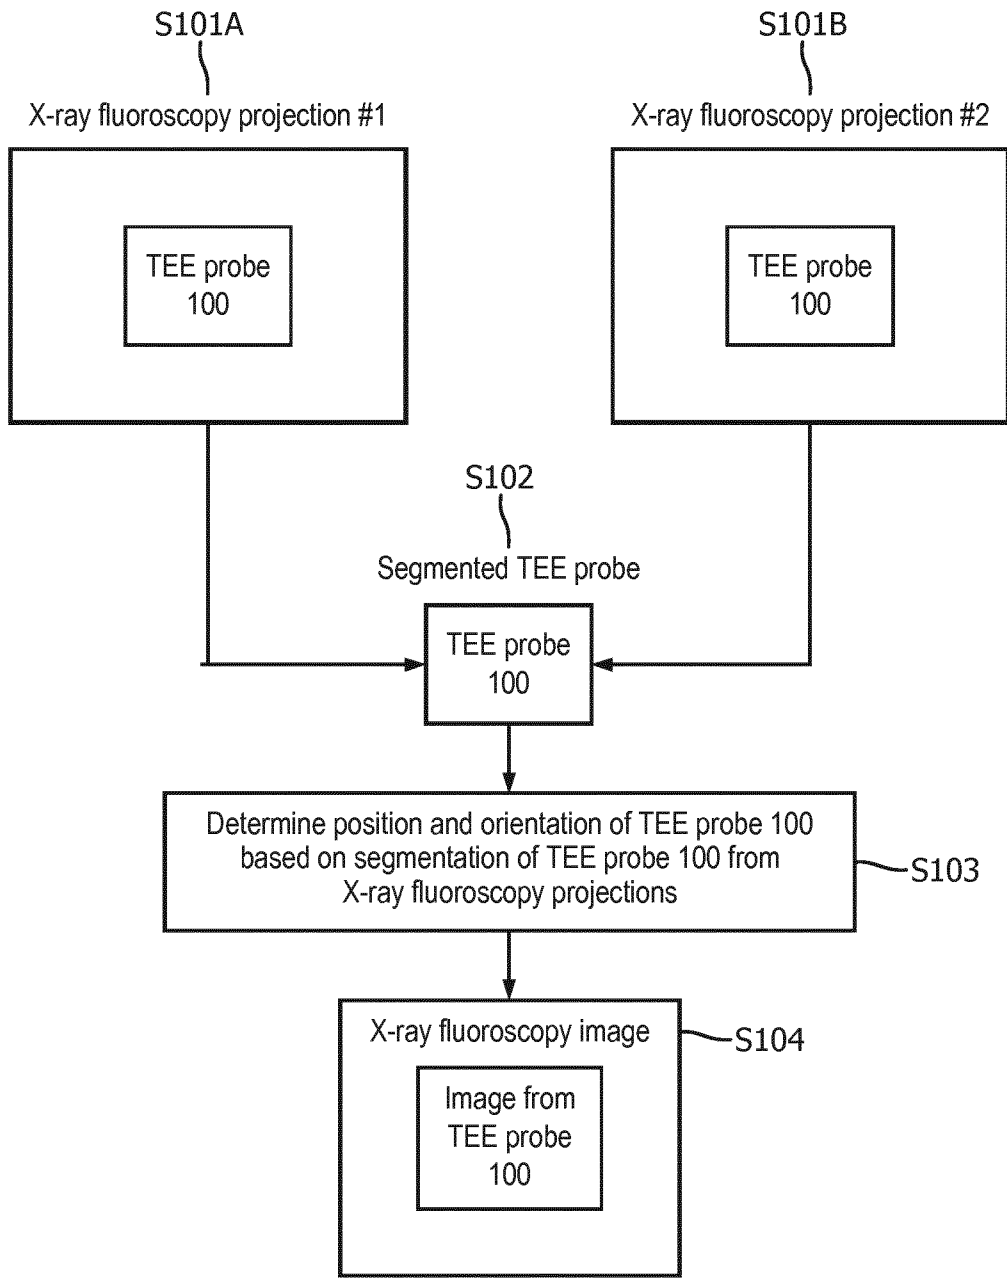 S101A
S101B
X-ray fluoroscopy projection #1
X-ray fluoroscopy projection #2
TEE probe
100
TEE probe
100
S102
Segmented TEE probe
TEE probe
100
Determine position and orientation of TEE probe 100
based on segmentation of TEE probe 100 from
X-ray fluoroscopy projections
S103
X-ray fluoroscopy image
S104
Image from
TEE probe
100